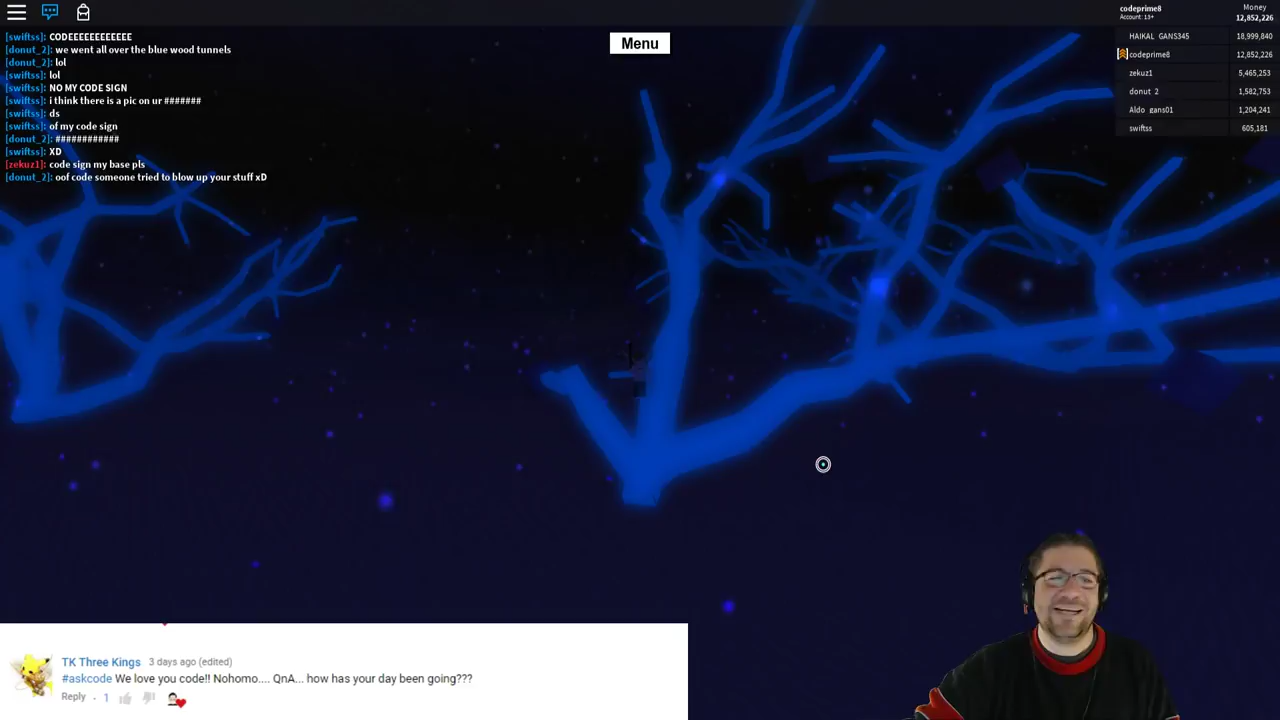 [swiftss]: CODEEEEEEEEEEE
[donut_2]: we went all over the blue wood tunnels
[donut_2]: lol
[swiftss]: lol
[swiftss]: NO MY CODE SIGN
[swiftss]: i think there is a pic on ur #######
[swiftss]: ds
[swiftss]: of my code sign
[donut_2]: ############
[swiftss]: XD
[zekuz1]: code sign my base pls
[donut_2]: oof code someone tried to blow up your stuff xD
Menu
codeprime8 Money
Account: 13+ 12,852,226
HAIKAL_GANS345 18,999,840
codeprime8 12,852,226
zekuz1 5,465,253
donut_2 1,582,753
Aldo_gans01 1,204,241
swiftss 605,181
TK Three Kings 3 days ago (edited)
#askcode We love you code!! Nohomo.... QnA... how has your day been going???
Reply · 1